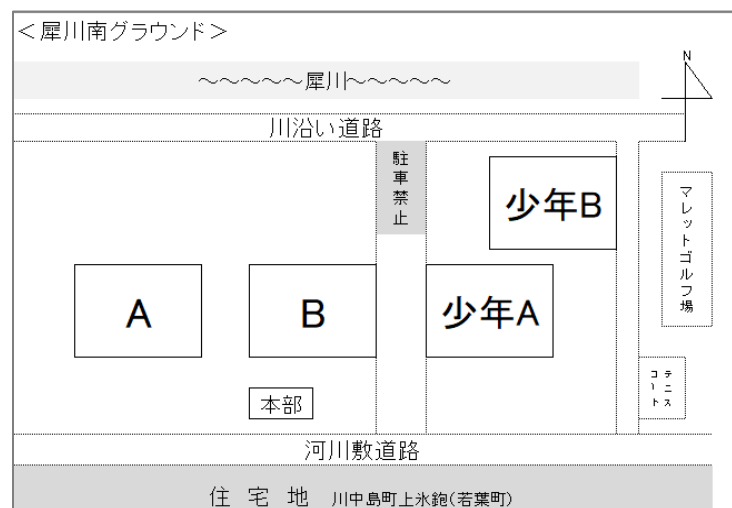 ＜犀川南グラウンド＞
N
～～～～～犀川～～～～～
川沿い道路
駐車禁止
少年B
マレットゴルフ場
A
B
少年A
テニス
コート
本部
河川敷道路
住 宅 地 川中島町上氷鉋(若葉町)